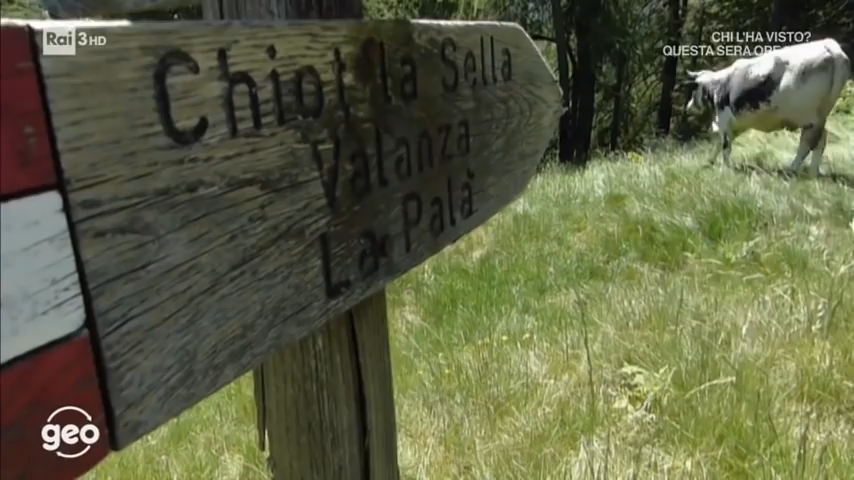 Rai 3 HD
CHI L'HA VISTO?
QUESTA SERA ORE
Chiot la Sella
Valanza
La Palà
geo